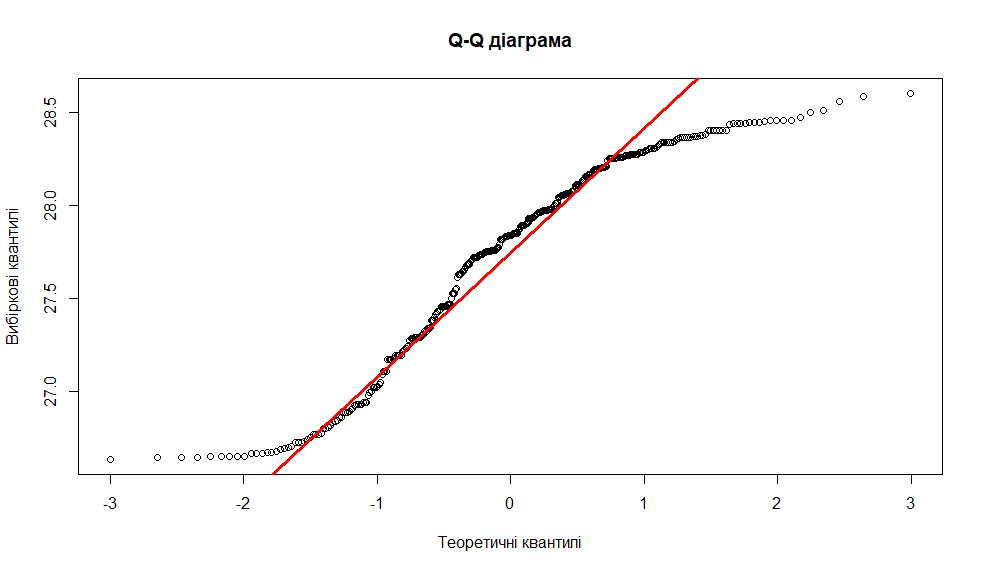 Q-Q діаграма
28.5
28.0
27.5
27.0
Вибіркові квантилі
-3 -2 -1 0 1 2 3
Теоретичні квантилі